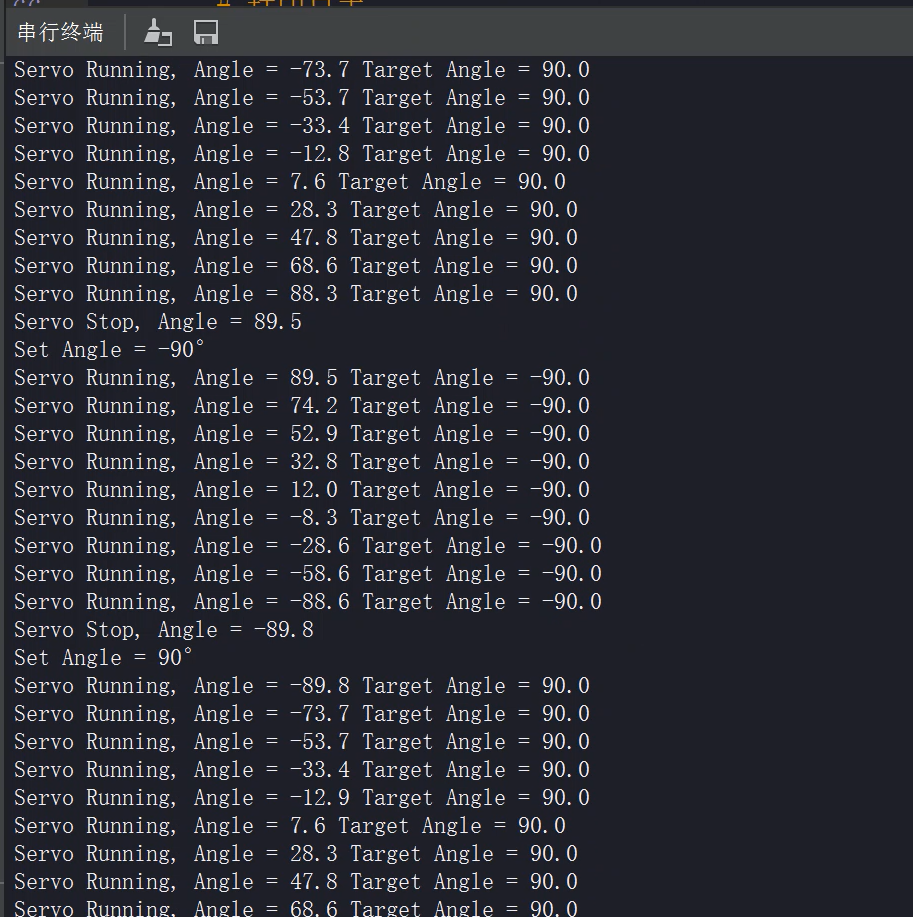 串行终端
Servo Running, Angle = -73.7 Target Angle = 90.0
Servo Running, Angle = -53.7 Target Angle = 90.0
Servo Running, Angle = -33.4 Target Angle = 90.0
Servo Running, Angle = -12.8 Target Angle = 90.0
Servo Running, Angle = 7.6 Target Angle = 90.0
Servo Running, Angle = 28.3 Target Angle = 90.0
Servo Running, Angle = 47.8 Target Angle = 90.0
Servo Running, Angle = 68.6 Target Angle = 90.0
Servo Running, Angle = 88.3 Target Angle = 90.0
Servo Stop, Angle = 89.5
Set Angle = -90°
Servo Running, Angle = 89.5 Target Angle = -90.0
Servo Running, Angle = 74.2 Target Angle = -90.0
Servo Running, Angle = 52.9 Target Angle = -90.0
Servo Running, Angle = 32.8 Target Angle = -90.0
Servo Running, Angle = 12.0 Target Angle = -90.0
Servo Running, Angle = -8.3 Target Angle = -90.0
Servo Running, Angle = -28.6 Target Angle = -90.0
Servo Running, Angle = -58.6 Target Angle = -90.0
Servo Running, Angle = -88.6 Target Angle = -90.0
Servo Stop, Angle = -89.8
Set Angle = 90°
Servo Running, Angle = -89.8 Target Angle = 90.0
Servo Running, Angle = -73.7 Target Angle = 90.0
Servo Running, Angle = -53.7 Target Angle = 90.0
Servo Running, Angle = -33.4 Target Angle = 90.0
Servo Running, Angle = -12.9 Target Angle = 90.0
Servo Running, Angle = 7.6 Target Angle = 90.0
Servo Running, Angle = 28.3 Target Angle = 90.0
Servo Running, Angle = 47.8 Target Angle = 90.0
Servo Running, Angle = 68.6 Target Angle = 90.0